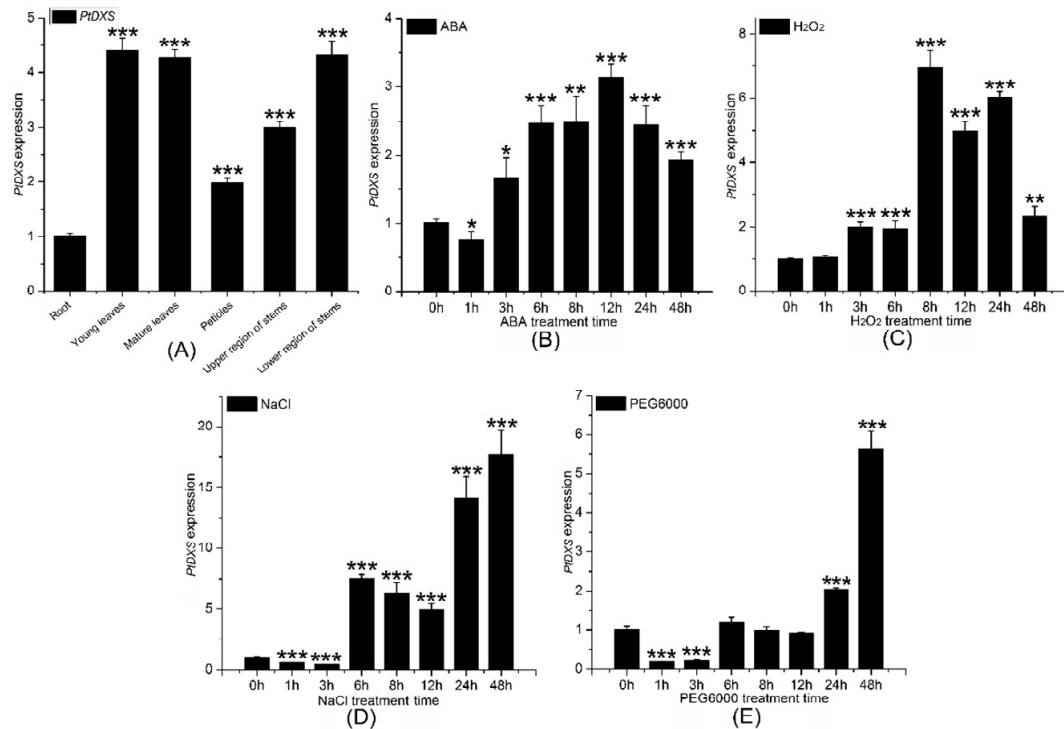 PtDXS
PtDXS expression
5
4
3
2
1
0
***
***
***
***
***
Root
Young leaves
Mature leaves
Peticles
Upper region of stems
Lower region of stems
(A)
ABA
PtDXS expression
4
3
2
1
0
*
*
***
**
***
***
***
0h 1h 3h 6h 8h 12h 24h 48h
ABA treatment time
(B)
H2O2
PtDXS expression
8
6
4
2
0
***
***
***
***
***
**
0h 1h 3h 6h 8h 12h 24h 48h
H2O2 treatment time
(C)
NaCl
PtDXS expression
20
15
10
5
0
***
***
***
***
***
***
***
0h 1h 3h 6h 8h 12h 24h 48h
NaCl treatment time
(D)
PEG6000
PtDXS expression
7
6
5
4
3
2
1
0
***
***
***
***
0h 1h 3h 6h 8h 12h 24h 48h
PEG6000 treatment time
(E)